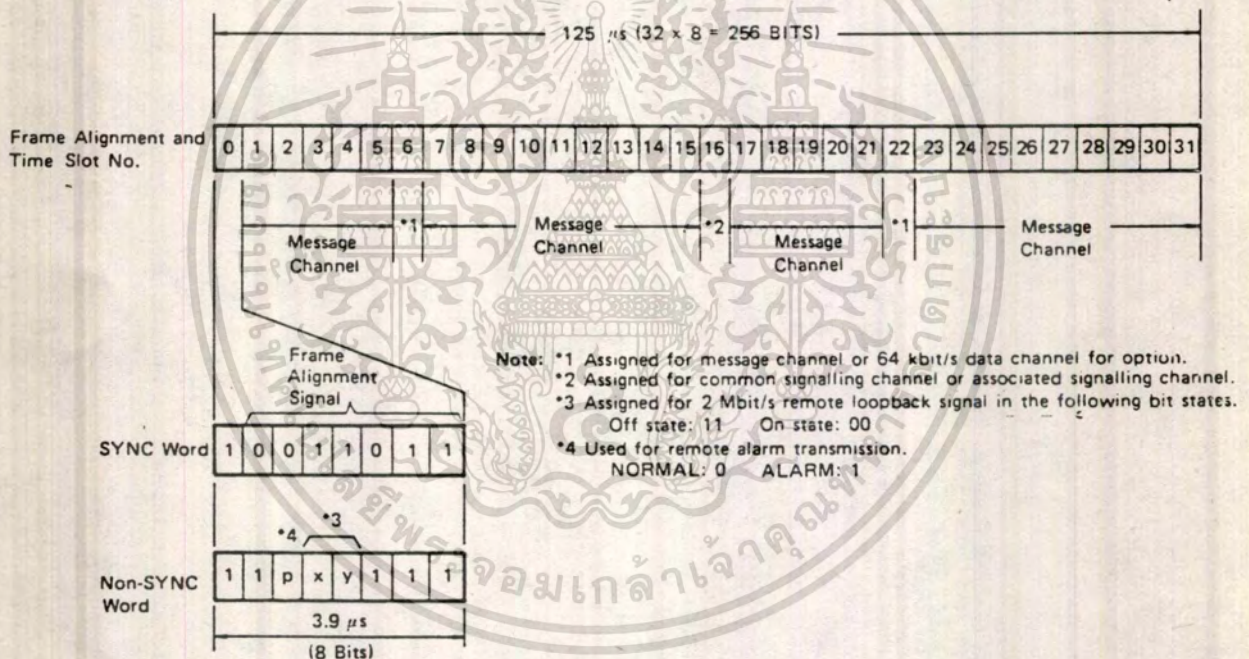 125 μs (32 x 8 = 256 BITS)
Frame Alignment and
Time Slot No.
0 1 2 3 4 5 6 7 8 9 10 11 12 13 14 15 16 17 18 19 20 21 22 23 24 25 26 27 28 29 30 31
Message
Channel
*1
Message
Channel
*2
Message
Channel
*1
Message
Channel
Frame
Alignment
Signal
SYNC Word
1 0 0 1 1 0 1 1
Note: *1 Assigned for message channel or 64 kbit/s data channel for option.
*2 Assigned for common signalling channel or associated signalling channel.
*3 Assigned for 2 Mbit/s remote loopback signal in the following bit states.
Off state: 11 On state: 00
*4 Used for remote alarm transmission.
NORMAL: 0 ALARM: 1
*3
*4
Non-SYNC
Word
1 1 p x y 1 1 1
3.9 μs
(8 Bits)